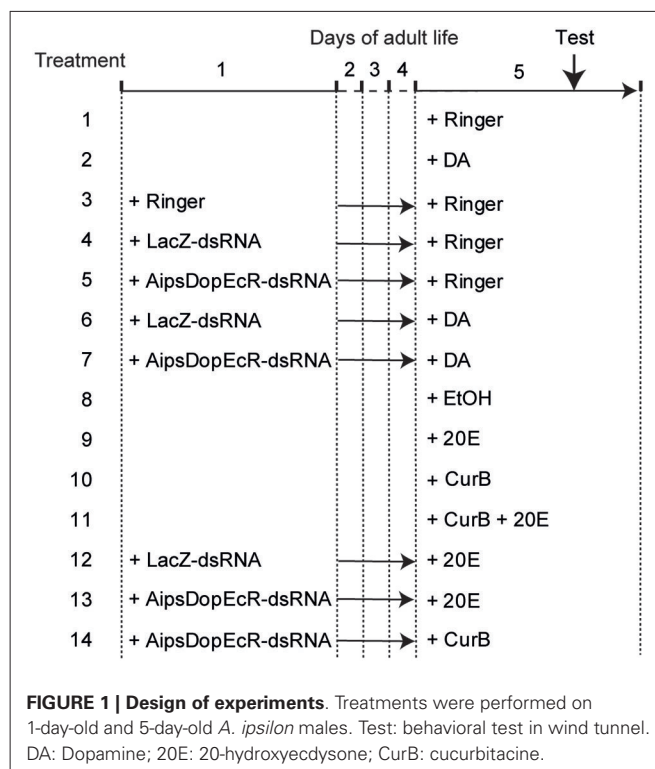 Days of adult life Test
Treatment 1 2 3 4 5
1 + Ringer
2 + DA
3 + Ringer + Ringer
4 + LacZ-dsRNA + Ringer
5 + AipsDopEcR-dsRNA + Ringer
6 + LacZ-dsRNA + DA
7 + AipsDopEcR-dsRNA + DA
8 + EtOH
9 + 20E
10 + CurB
11 + CurB + 20E
12 + LacZ-dsRNA + 20E
13 + AipsDopEcR-dsRNA + 20E
14 + AipsDopEcR-dsRNA + CurB
FIGURE 1 | Design of experiments. Treatments were performed on
1-day-old and 5-day-old A. ipsilon males. Test: behavioral test in wind tunnel.
DA: Dopamine; 20E: 20-hydroxyecdysone; CurB: cucurbitacine.